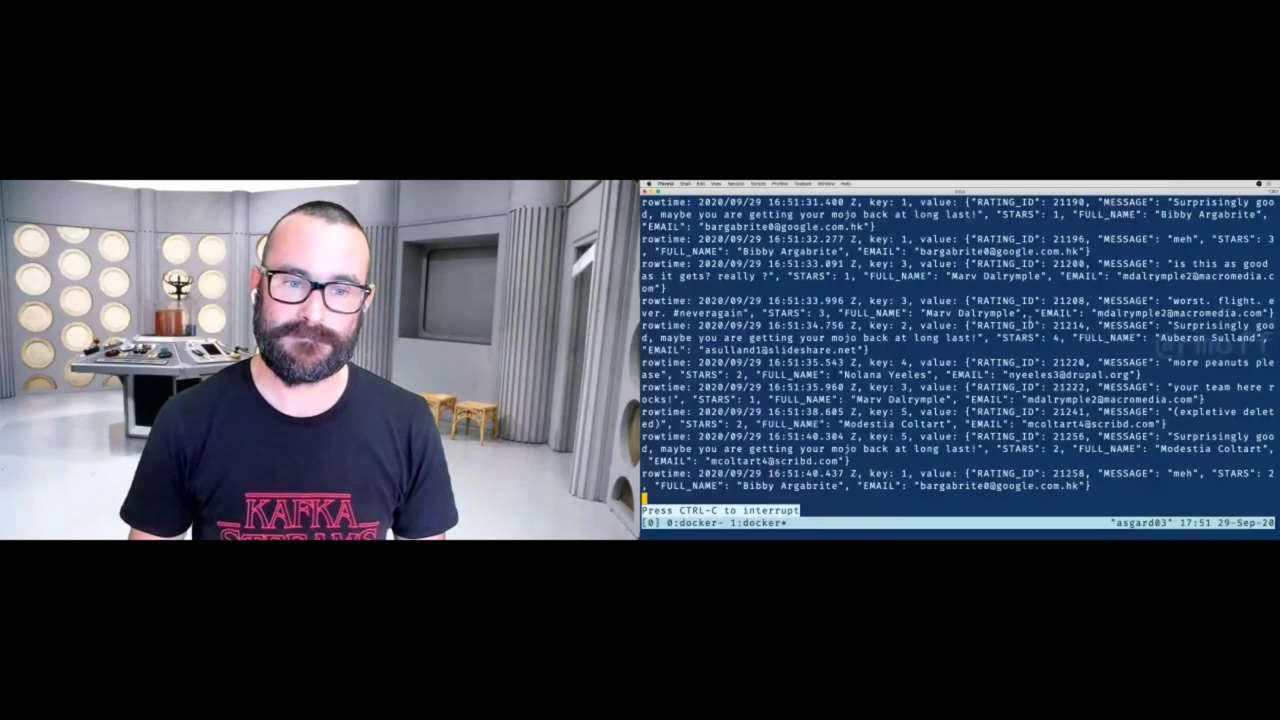 KAFKA
STREAMS
iTerm2 Shell Edit View Session Scripts Profiles Toolbelt Window Help
rowtime: 2020/09/29 16:51:31.400 Z, key: 1, value: {"RATING_ID": 21190, "MESSAGE": "Surprisingly goo
d, maybe you are getting your mojo back at long last!", "STARS": 1, "FULL_NAME": "Bibby Argabrite",
"EMAIL": "bargabrite0@google.com.hk"}
rowtime: 2020/09/29 16:51:32.277 Z, key: 1, value: {"RATING_ID": 21196, "MESSAGE": "meh", "STARS": 3
, "FULL_NAME": "Bibby Argabrite", "EMAIL": "bargabrite0@google.com.hk"}
rowtime: 2020/09/29 16:51:33.091 Z, key: 3, value: {"RATING_ID": 21200, "MESSAGE": "is this as good
as it gets? really ?", "STARS": 1, "FULL_NAME": "Marv Dalrymple", "EMAIL": "mdalrymple2@macromedia.c
om"}
rowtime: 2020/09/29 16:51:33.996 Z, key: 3, value: {"RATING_ID": 21208, "MESSAGE": "worst. flight. e
ver. #neveragain", "STARS": 3, "FULL_NAME": "Marv Dalrymple", "EMAIL": "mdalrymple2@macromedia.com"}
rowtime: 2020/09/29 16:51:34.756 Z, key: 2, value: {"RATING_ID": 21214, "MESSAGE": "Surprisingly goo
d, maybe you are getting your mojo back at long last!", "STARS": 4, "FULL_NAME": "Auberon Sulland",
"EMAIL": "asulland1@slideshare.net"}
rowtime: 2020/09/29 16:51:35.543 Z, key: 4, value: {"RATING_ID": 21220, "MESSAGE": "more peanuts ple
ase", "STARS": 2, "FULL_NAME": "Nolana Yeeles", "EMAIL": "nyeeles3@drupal.org"}
rowtime: 2020/09/29 16:51:35.960 Z, key: 3, value: {"RATING_ID": 21222, "MESSAGE": "your team here r
ocks!", "STARS": 1, "FULL_NAME": "Marv Dalrymple", "EMAIL": "mdalrymple2@macromedia.com"}
rowtime: 2020/09/29 16:51:38.605 Z, key: 5, value: {"RATING_ID": 21241, "MESSAGE": "(expletive delet
ed)", "STARS": 2, "FULL_NAME": "Modestia Coltart", "EMAIL": "mcoltart4@scribd.com"}
rowtime: 2020/09/29 16:51:40.304 Z, key: 5, value: {"RATING_ID": 21256, "MESSAGE": "Surprisingly goo
d, maybe you are getting your mojo back at long last!", "STARS": 2, "FULL_NAME": "Modestia Coltart",
"EMAIL": "mcoltart4@scribd.com"}
rowtime: 2020/09/29 16:51:40.437 Z, key: 1, value: {"RATING_ID": 21258, "MESSAGE": "meh", "STARS": 2
, "FULL_NAME": "Bibby Argabrite", "EMAIL": "bargabrite0@google.com.hk"}
Press CTRL-C to interrupt
[0] 0:docker- 1:docker* "asgard03" 17:51 29-Sep-20